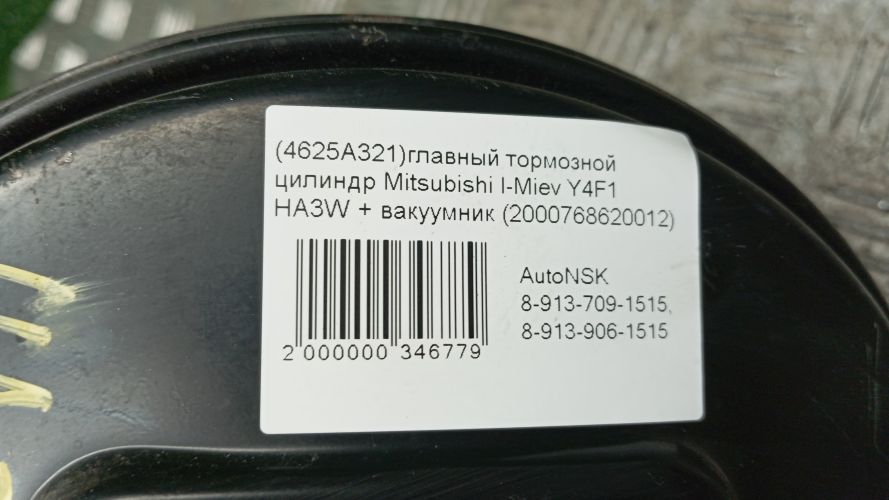 (4625A321)главный тормозной
цилиндр Mitsubishi I-Miev Y4F1
HA3W + вакуумник (2000768620012)
AutoNSK
8-913-709-1515,
8-913-906-1515
2 000000 346779